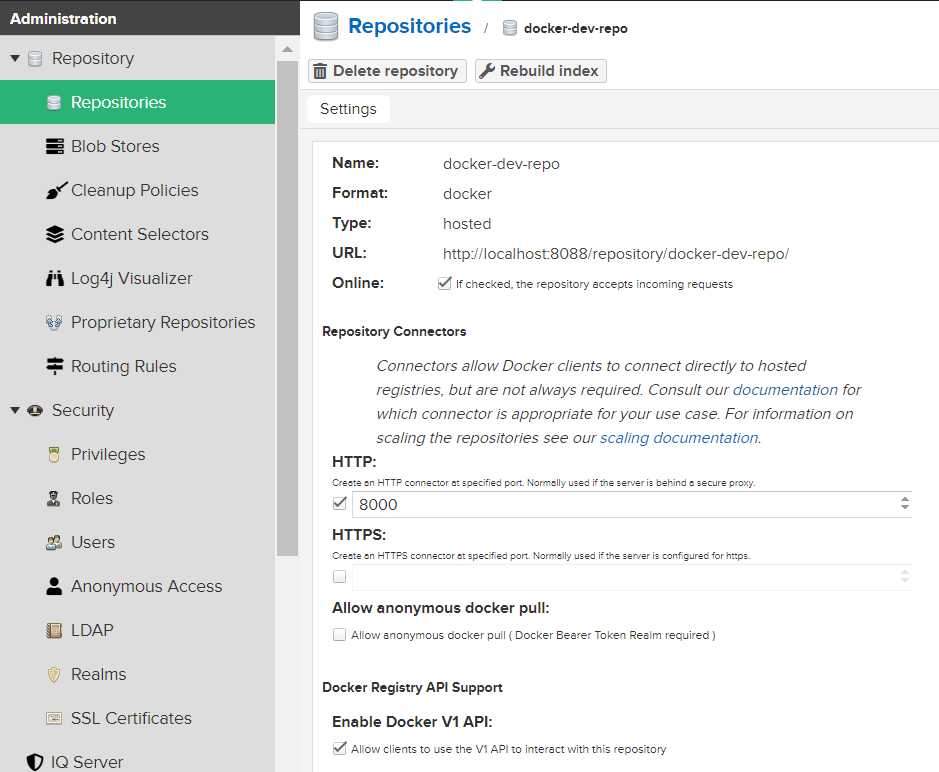 Administration
Repository
Repositories
Blob Stores
Cleanup Policies
Content Selectors
Log4j Visualizer
Proprietary Repositories
Routing Rules
Security
Privileges
Roles
Users
Anonymous Access
LDAP
Realms
SSL Certificates
IQ Server
Repositories / docker-dev-repo
Delete repository Rebuild index
Settings
Name: docker-dev-repo
Format: docker
Type: hosted
URL: http://localhost:8088/repository/docker-dev-repo/
Online: If checked, the repository accepts incoming requests
Repository Connectors
Connectors allow Docker clients to connect directly to hosted
registries, but are not always required. Consult our documentation for
which connector is appropriate for your use case. For information on
scaling the repositories see our scaling documentation.
HTTP:
Create an HTTP connector at specified port. Normally used if the server is behind a secure proxy.
8000
HTTPS:
Create an HTTPS connector at specified port. Normally used if the server is configured for https.
Allow anonymous docker pull:
Allow anonymous docker pull ( Docker Bearer Token Realm required )
Docker Registry API Support
Enable Docker V1 API:
Allow clients to use the V1 API to interact with this repository